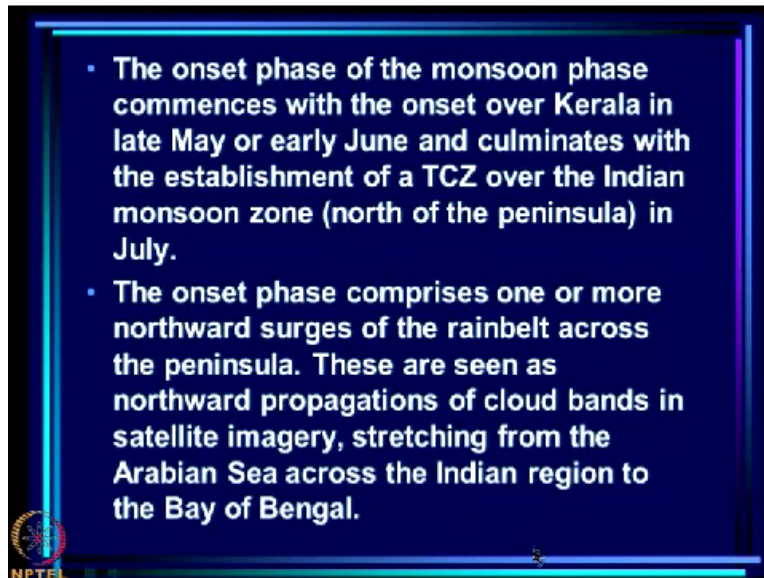 • The onset phase of the monsoon phase
commences with the onset over Kerala in
late May or early June and culminates with
the establishment of a TCZ over the Indian
monsoon zone (north of the peninsula) in
July.
• The onset phase comprises one or more
northward surges of the rainbelt across
the peninsula. These are seen as
northward propagations of cloud bands in
satellite imagery, stretching from the
Arabian Sea across the Indian region to
the Bay of Bengal.
NPTEL